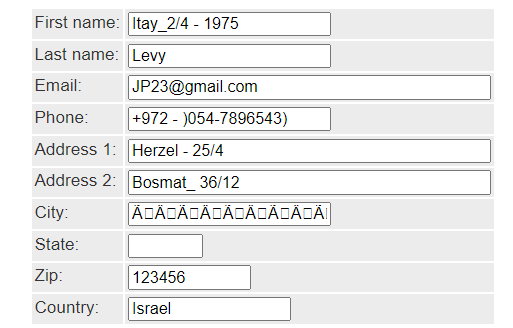 First name: Itay_2/4 - 1975
Last name: Levy
Email: JP23@gmail.com
Phone: +972 - )054-7896543)
Address 1: Herzel - 25/4
Address 2: Bosmat_ 36/12
City:
State:
Zip: 123456
Country: Israel